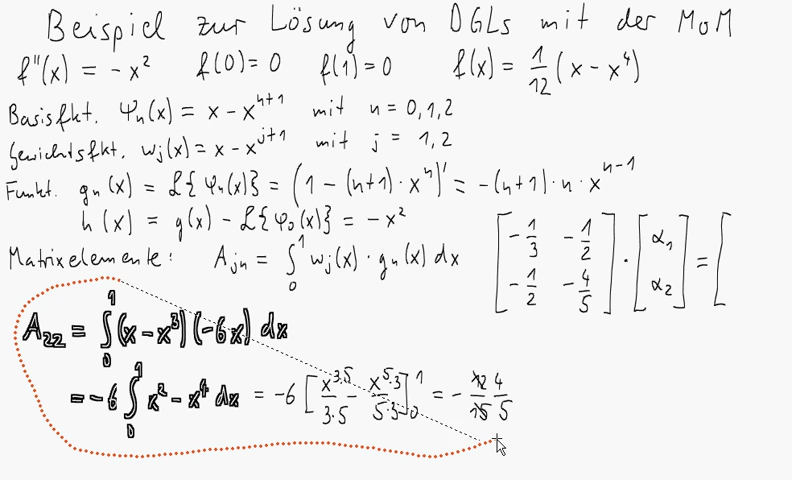 Beispiel zur Lösung von DGLs mit der MoM
f''(x) = - x² f(0) = 0 f(1) = 0 f(x) = 1/12 (x - x⁴)
Basisfkt. φₙ(x) = x - xⁿ⁺¹ mit n = 0,1,2
Gewichtsfkt. wⱼ(x) = x - xʲ⁺¹ mit j = 1,2
Funkt. gₙ(x) = ℒ{φₙ(x)} = (1 - (n+1) · xⁿ)' = -(n+1) · n · xⁿ⁻¹
h(x) = g(x) - ℒ{φ₀(x)} = - x²
Matrixelemente: Aⱼₙ = ∫₀¹ wⱼ(x) · gₙ(x) dx [-1/3 -1/2; -1/2 -4/5] · [α₁; α₂] = [
A₂₂ = ∫₀¹ (x - x³)(-6x) dx
= -6 ∫₀¹ x² - x⁴ dx = -6 [x³·5/3·5 - x⁵·3/5·3]₀¹ = - 12/15 4/5